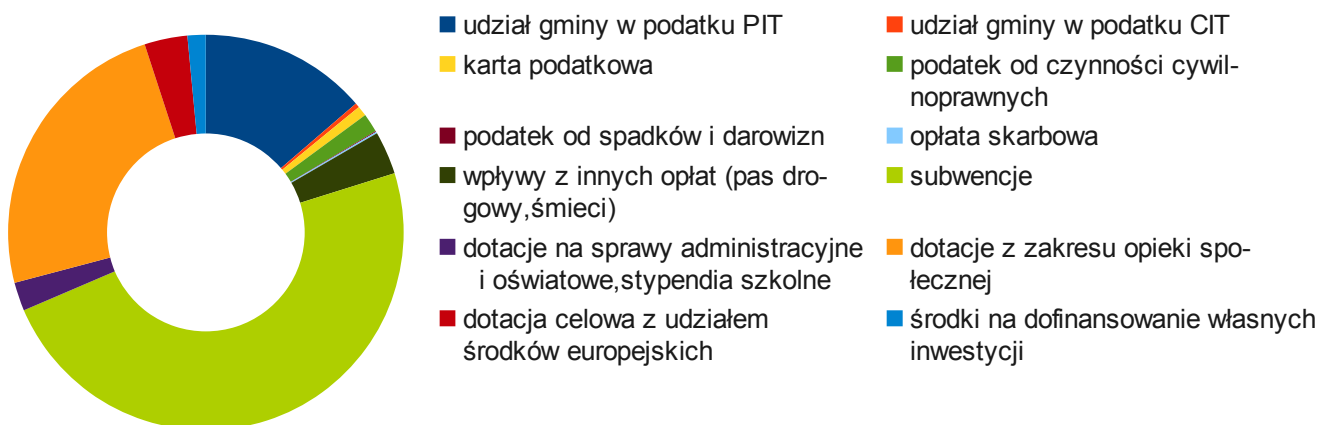 udział gminy w podatku PIT
udział gminy w podatku CIT
karta podatkowa
podatek od czynności cywil-
noprawnych
podatek od spadków i darowizn
opłata skarbowa
wpływy z innych opłat (pas dro-
gowy,śmieci)
subwencje
dotacje na sprawy administracyjne
i oświatowe,stypendia szkolne
dotacje z zakresu opieki spo-
łecznej
dotacja celowa z udziałem
środków europejskich
środki na dofinansowanie własnych
inwestycji